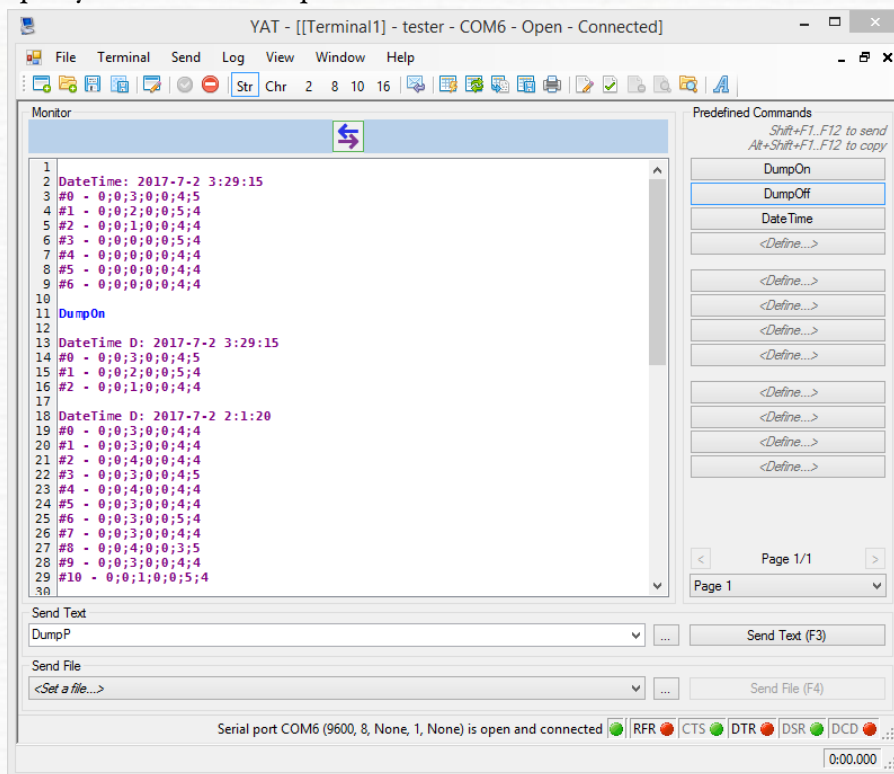 YAT - [[Terminal1] - tester - COM6 - Open - Connected]
File Terminal Send Log View Window Help
Str Chr 2 8 10 16
Monitor
1
2 DateTime: 2017-7-2 3:29:15
3 #0 - 0;0;3;0;0;4;5
4 #1 - 0;0;2;0;0;5;4
5 #2 - 0;0;1;0;0;4;4
6 #3 - 0;0;0;0;0;5;4
7 #4 - 0;0;0;0;0;4;4
8 #5 - 0;0;0;0;0;4;4
9 #6 - 0;0;0;0;0;4;4
10
11 DumpOn
12
13 DateTime D: 2017-7-2 3:29:15
14 #0 - 0;0;3;0;0;4;5
15 #1 - 0;0;2;0;0;5;4
16 #2 - 0;0;1;0;0;4;4
17
18 DateTime D: 2017-7-2 2:1:20
19 #0 - 0;0;3;0;0;4;4
20 #1 - 0;0;3;0;0;4;4
21 #2 - 0;0;4;0;0;4;4
22 #3 - 0;0;3;0;0;4;5
23 #4 - 0;0;4;0;0;4;4
24 #5 - 0;0;3;0;0;4;4
25 #6 - 0;0;3;0;0;5;4
26 #7 - 0;0;3;0;0;4;4
27 #8 - 0;0;4;0;0;3;5
28 #9 - 0;0;3;0;0;4;4
29 #10 - 0;0;1;0;0;5;4
30
Predefined Commands
Shift+F1..F12 to send
Alt+Shift+F1..F12 to copy
DumpOn
DumpOff
DateTime
<Define...>
<Define...>
<Define...>
<Define...>
<Define...>
<Define...>
<Define...>
<Define...>
<Define...>
< Page 1/1 >
Page 1
Send Text
DumpP
...
Send Text (F3)
Send File
<Set a file...>
...
Send File (F4)
Serial port COM6 (9600, 8, None, 1, None) is open and connected RFR CTS DTR DSR DCD
0:00.000